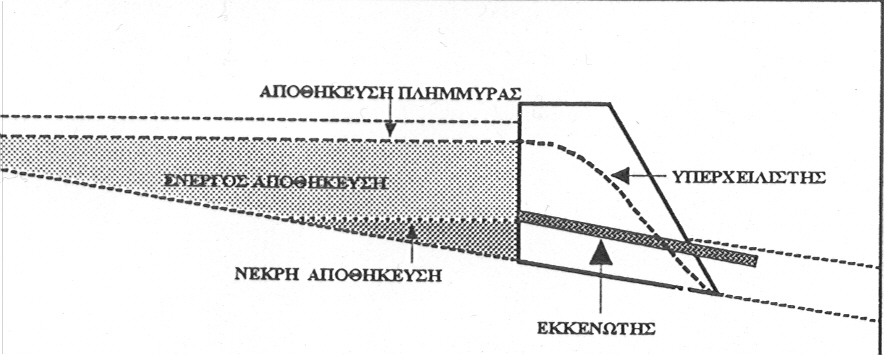 ΑΠΟΘΗΚΕΥΣΗ ΠΛΗΜΜΥΡΑΣ
ΕΝΕΡΓΟΣ ΑΠΟΘΗΚΕΥΣΗ
ΥΠΕΡΧΕΙΛΙΣΤΗΣ
ΝΕΚΡΗ ΑΠΟΘΗΚΕΥΣΗ
ΕΚΚΕΝΩΤΗΣ